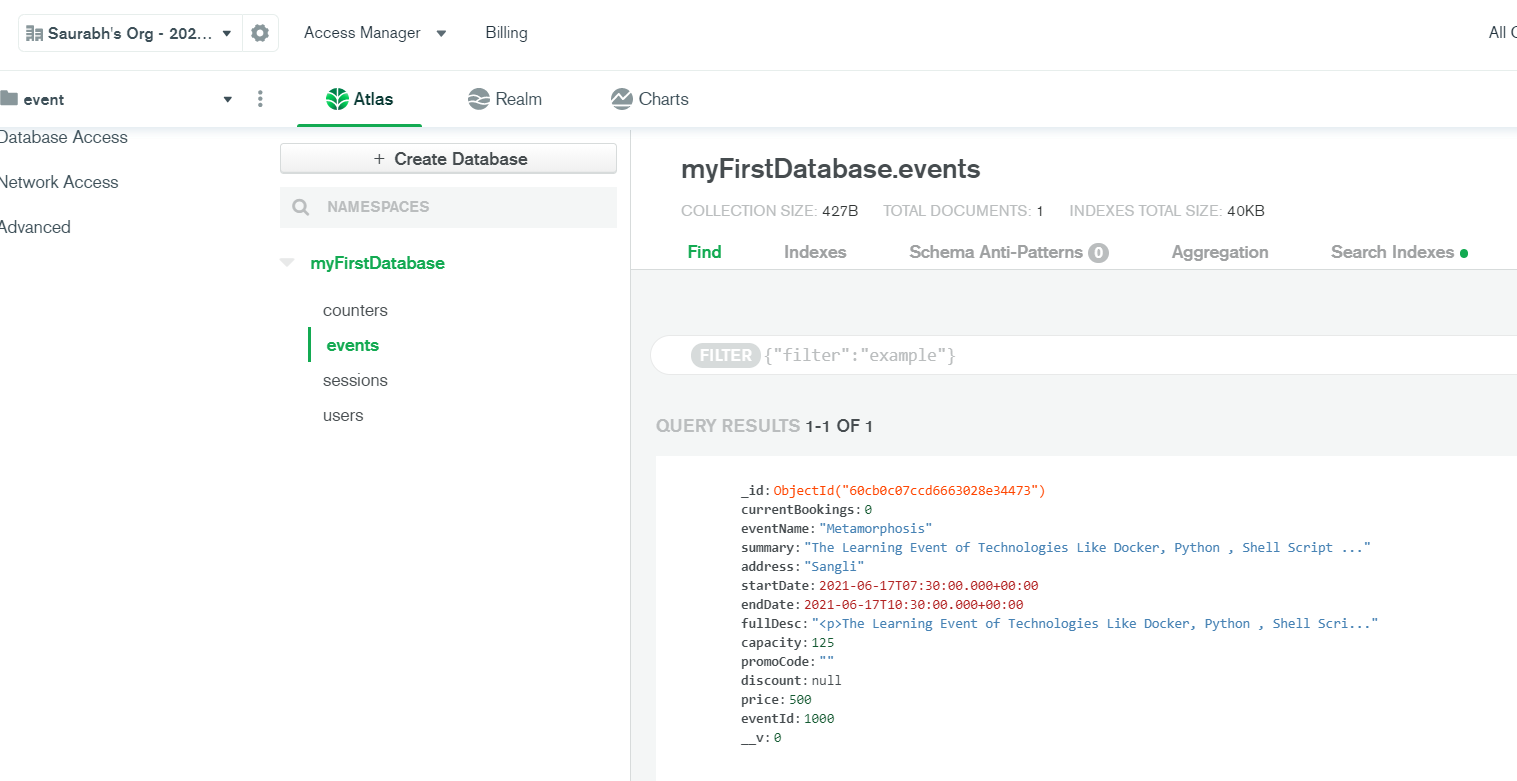 Saurabh's Org - 202...
Access Manager
Billing
All
event
Atlas
Realm
Charts
Database Access
Network Access
Advanced
+ Create Database
NAMESPACES
myFirstDatabase
counters
events
sessions
users
myFirstDatabase.events
COLLECTION SIZE: 427B TOTAL DOCUMENTS: 1 INDEXES TOTAL SIZE: 40KB
Find Indexes Schema Anti-Patterns 0 Aggregation Search Indexes
FILTER {"filter":"example"}
QUERY RESULTS 1-1 OF 1
_id: ObjectId("60cb0c07ccd6663028e34473")
currentBookings: 0
eventName: "Metamorphosis"
summary: "The Learning Event of Technologies Like Docker, Python , Shell Script ..."
address: "Sangli"
startDate: 2021-06-17T07:30:00.000+00:00
endDate: 2021-06-17T10:30:00.000+00:00
fullDesc: "<p>The Learning Event of Technologies Like Docker, Python , Shell Scri..."
capacity: 125
promoCode: ""
discount: null
price: 500
eventId: 1000
__v: 0